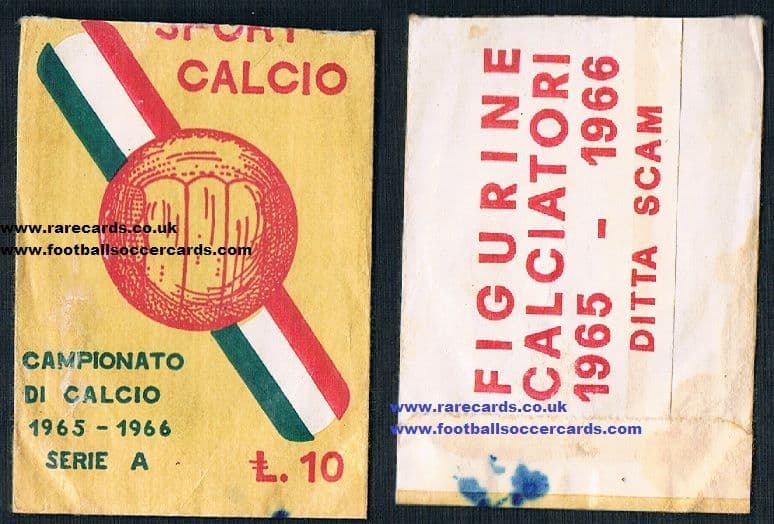 SPORT
CALCIO
www.rarecards.co.uk
www.footballsoccercards.com
CAMPIONATO
DI CALCIO
1965 - 1966
SERIE A
Ł. 10
FIGURINE
CALCIATORI
1965 - 1966
DITTA SCAM
www.rarecards.co.uk
www.footballsoccercards.com